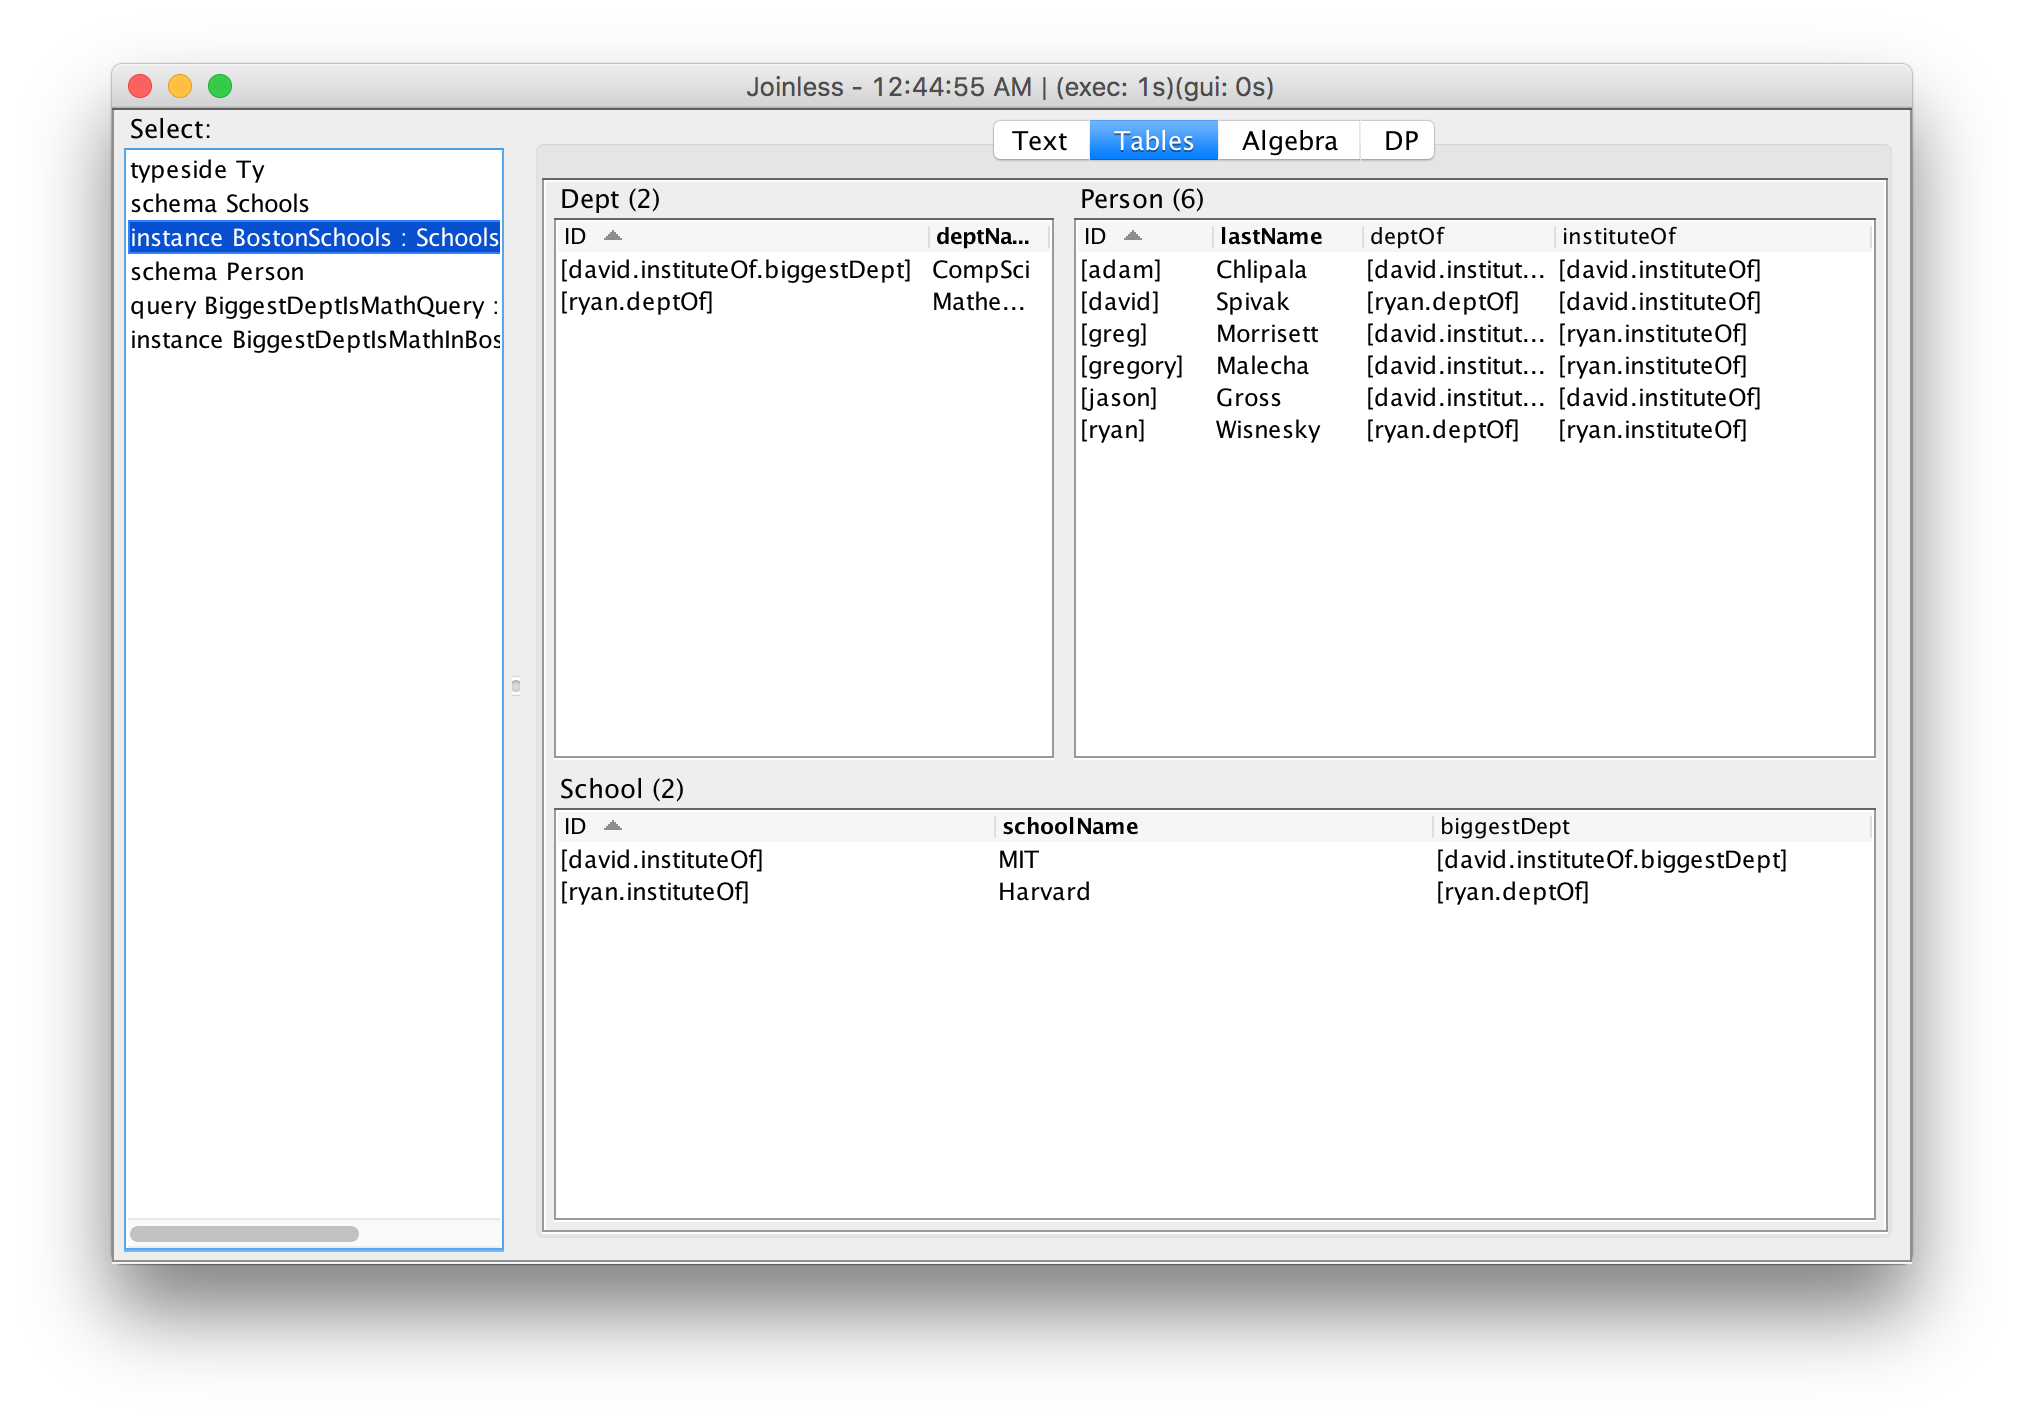 Joinless - 12:44:55 AM | (exec: 1s)(gui: 0s)
Select:
typeside Ty
schema Schools
instance BostonSchools : Schools
schema Person
query BiggestDeptIsMathQuery :
instance BiggestDeptIsMathInBos
Text Tables Algebra DP
Dept (2)
ID deptNa...
[david.instituteOf.biggestDept] CompSci
[ryan.deptOf] Mathe...
Person (6)
ID lastName deptOf instituteOf
[adam] Chlipala [david.institut... [david.instituteOf]
[david] Spivak [ryan.deptOf] [david.instituteOf]
[greg] Morrisett [david.institut... [ryan.instituteOf]
[gregory] Malecha [david.institut... [ryan.instituteOf]
[jason] Gross [david.institut... [david.instituteOf]
[ryan] Wisnesky [ryan.deptOf] [ryan.instituteOf]
School (2)
ID schoolName biggestDept
[david.instituteOf] MIT [david.instituteOf.biggestDept]
[ryan.instituteOf] Harvard [ryan.deptOf]